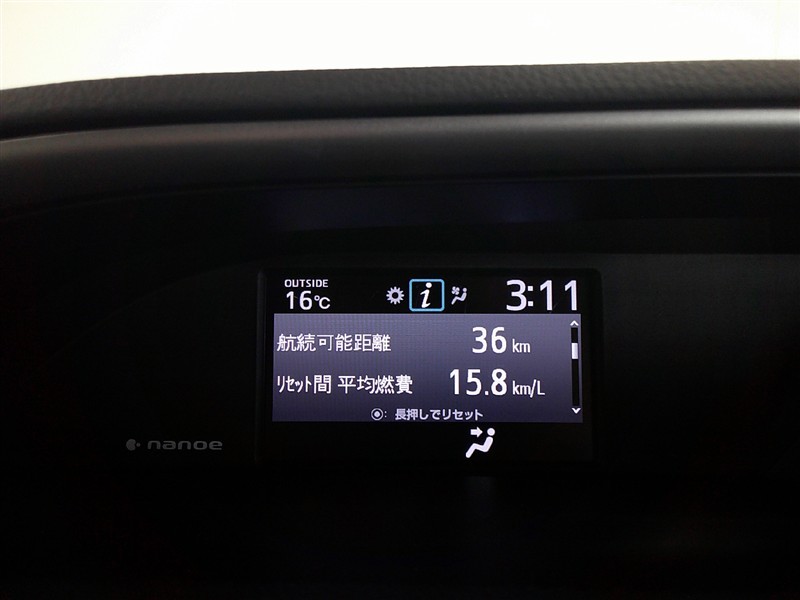 OUTSIDE
16℃
i
3:11
航続可能距離 36 km
ﾘｾｯﾄ間 平均燃費 15.8 km/L
◉: 長押しでリセット
nanoe